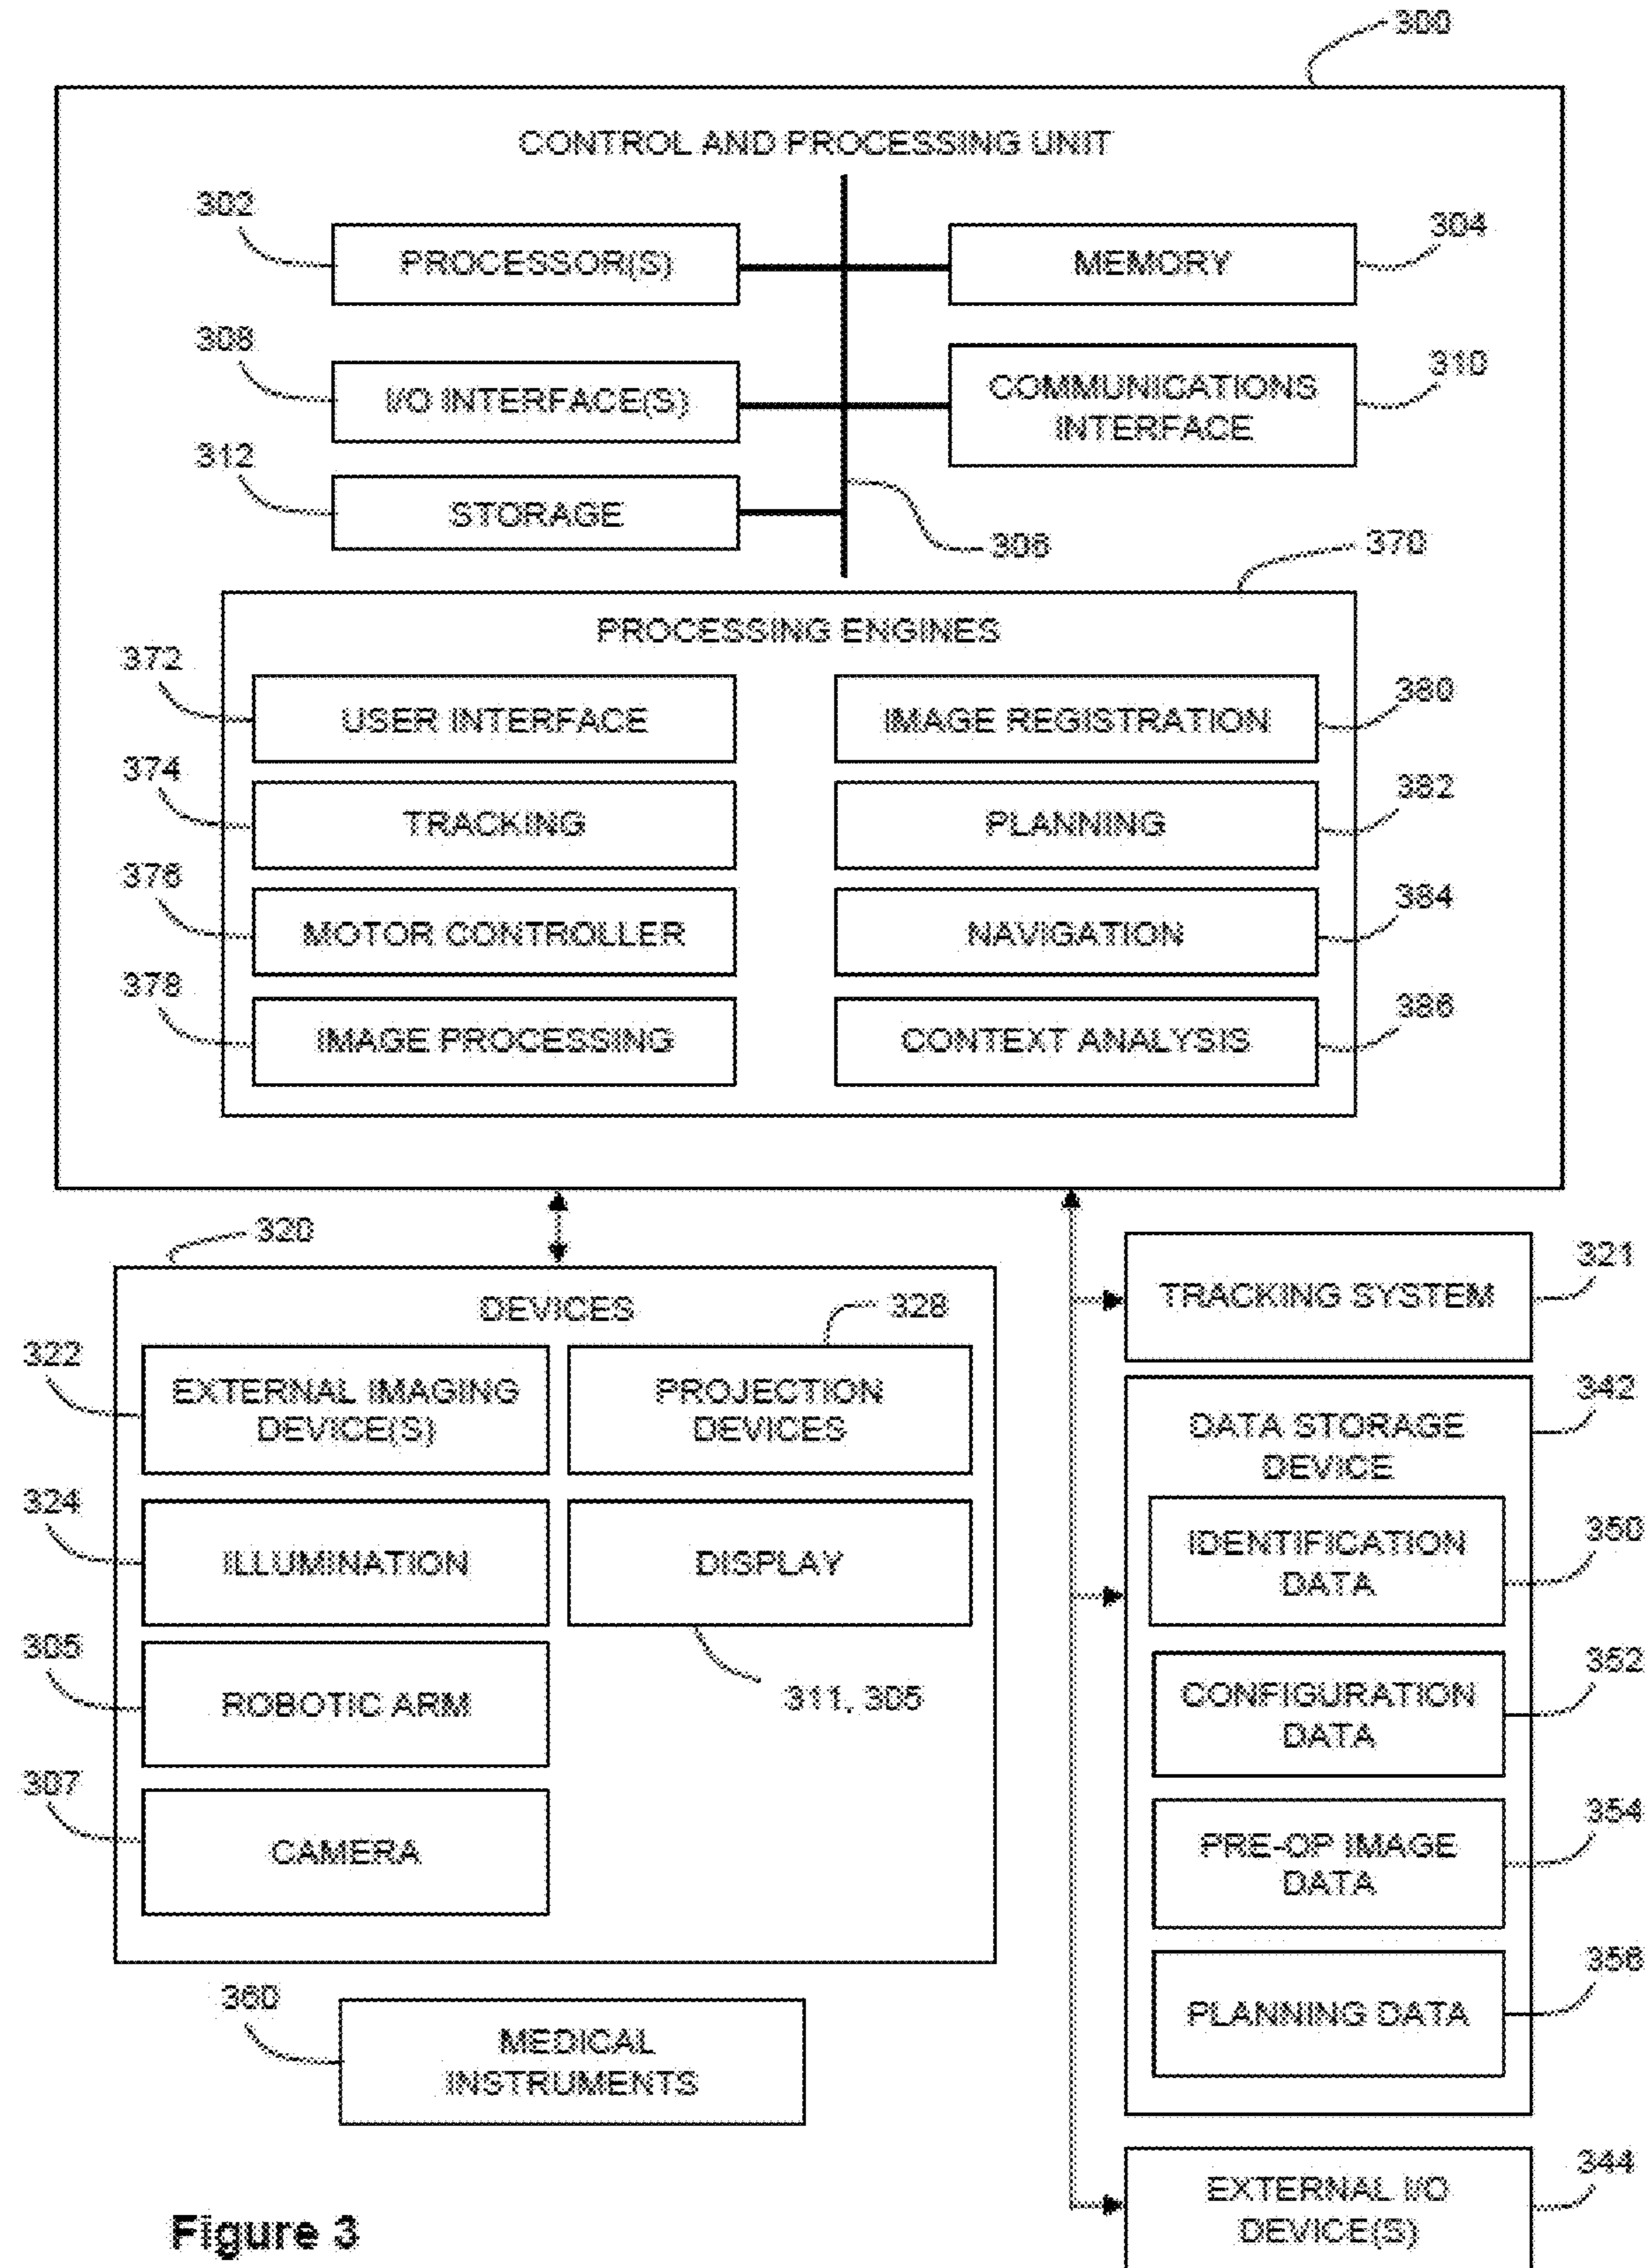 300
CONTROL AND PROCESSING UNIT
302
PROCESSOR(S)
MEMORY
304
308
I/O INTERFACE(S)
COMMUNICATIONS
INTERFACE
310
312
STORAGE
306
370
PROCESSING ENGINES
372
USER INTERFACE
IMAGE REGISTRATION
380
374
TRACKING
PLANNING
382
376
MOTOR CONTROLLER
NAVIGATION
384
378
IMAGE PROCESSING
CONTEXT ANALYSIS
386
320
DEVICES
328
322
EXTERNAL IMAGING
DEVICE(S)
PROJECTION
DEVICES
324
ILLUMINATION
DISPLAY
305
ROBOTIC ARM
311, 305
307
CAMERA
360
MEDICAL
INSTRUMENTS
TRACKING SYSTEM
321
342
DATA STORAGE
DEVICE
IDENTIFICATION
DATA
350
CONFIGURATION
DATA
352
PRE-OP IMAGE
DATA
354
PLANNING DATA
356
EXTERNAL I/O
DEVICE(S)
344
Figure 3